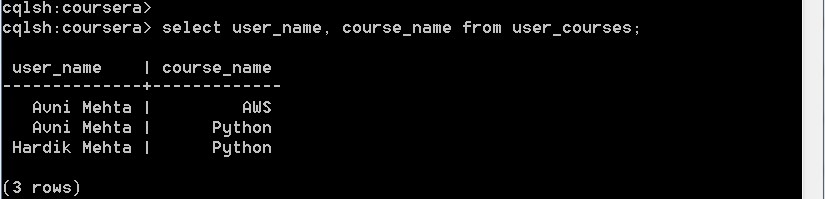 cqlsh:coursera>
cqlsh:coursera> select user_name, course_name from user_courses;
user_name | course_name
--------------+-------------
Avni Mehta | AWS
Avni Mehta | Python
Hardik Mehta | Python
(3 rows)